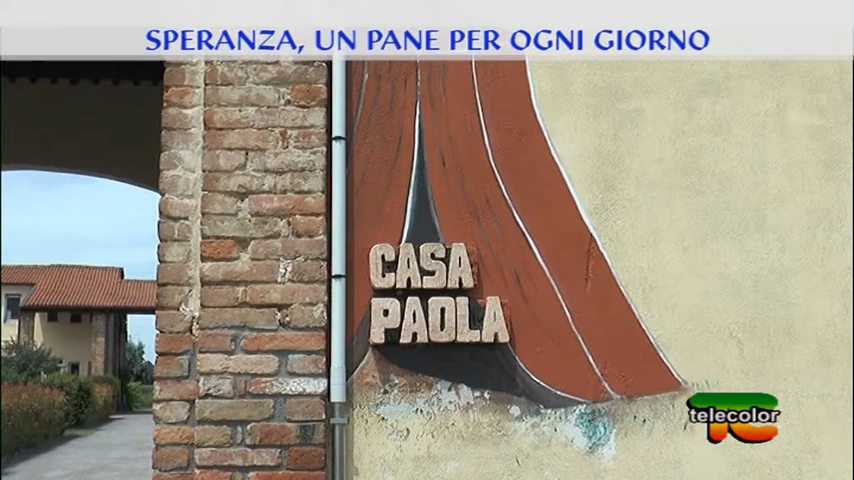 SPERANZA, UN PANE PER OGNI GIORNO
CASA
PAOLA
telecolor